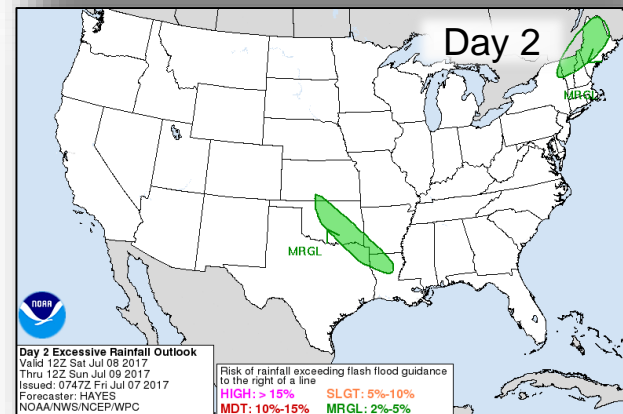 Day 2
MRGL
MRGL
NOAA
Day 2 Excessive Rainfall Outlook
Valid 12Z Sat Jul 08 2017
Thru 12Z Sun Jul 09 2017
Issued: 0747Z Fri Jul 07 2017
Forecaster: HAYES
NOAA/NWS/NCEP/WPC
Risk of rainfall exceeding flash flood guidance
to the right of a line
HIGH: > 15% SLGT: 5%-10%
MDT: 10%-15% MRGL: 2%-5%